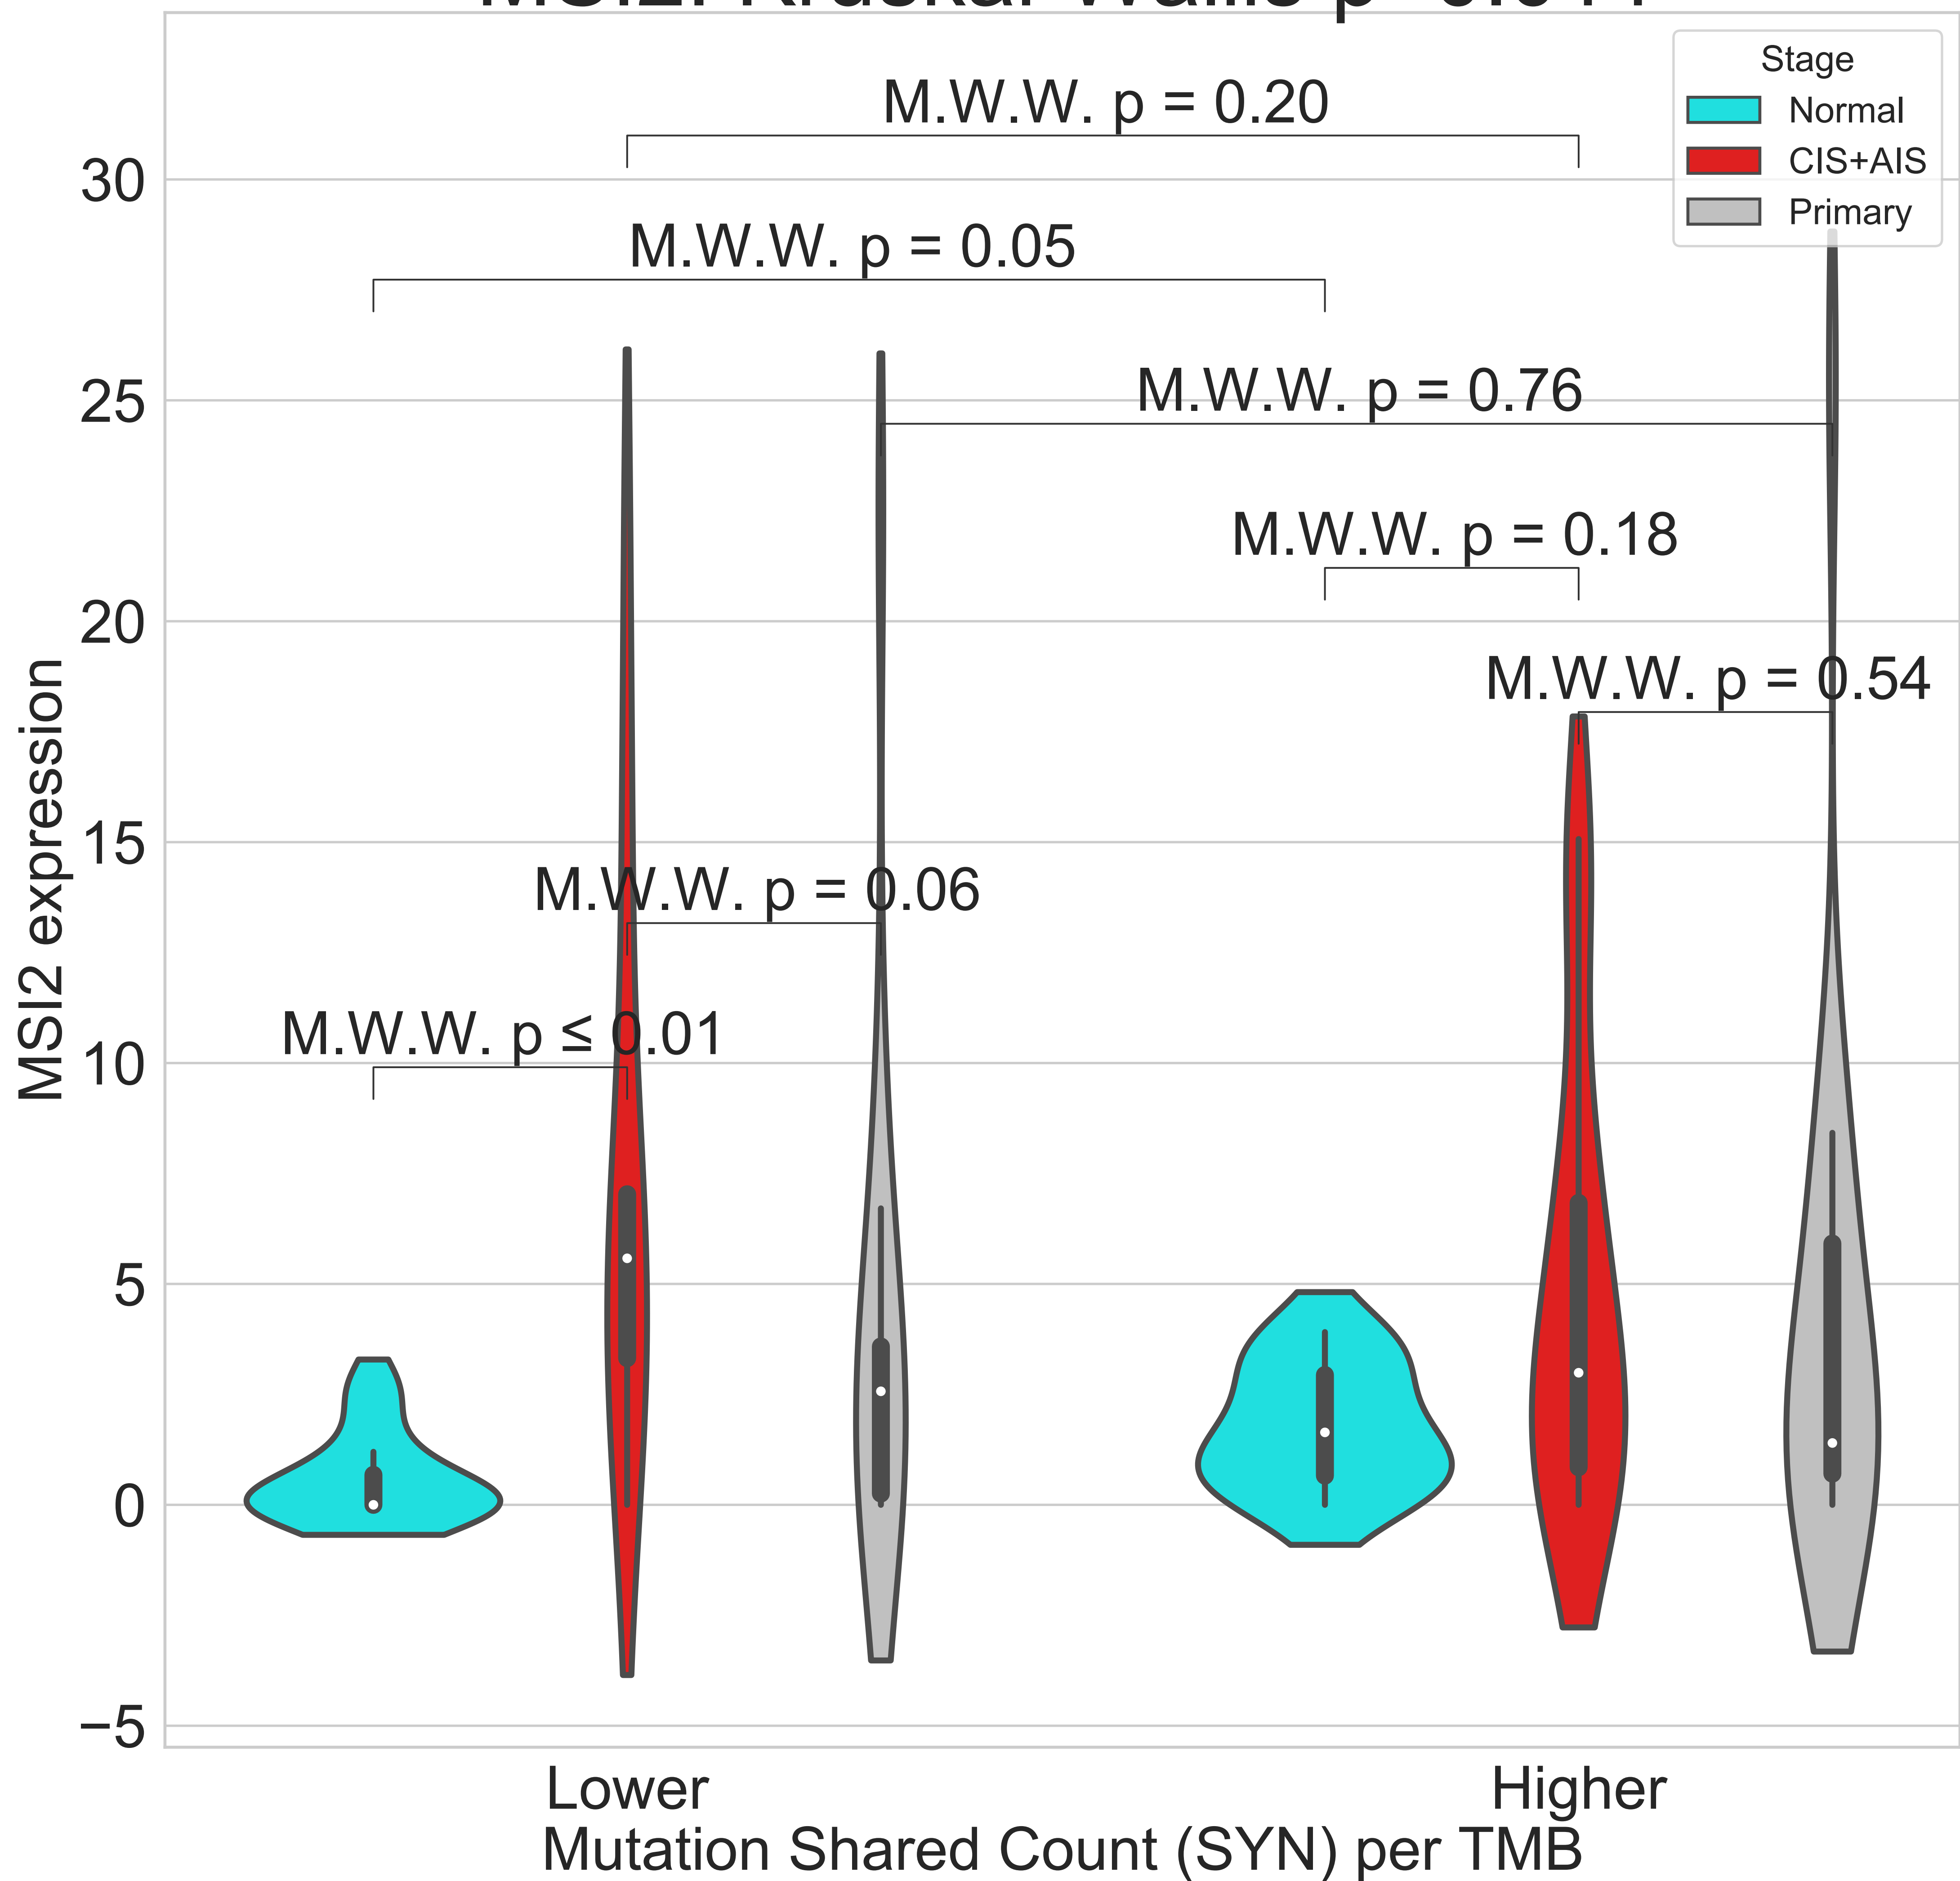 Stage
Normal
CIS+AIS
Primary
M.W.W. p = 0.20
M.W.W. p = 0.05
M.W.W. p = 0.76
M.W.W. p = 0.18
M.W.W. p = 0.54
M.W.W. p = 0.06
M.W.W. p ≤ 0.01
30
25
20
15
10
5
0
−5
MSI2 expression
Lower
Higher
Mutation Shared Count (SYN) per TMB